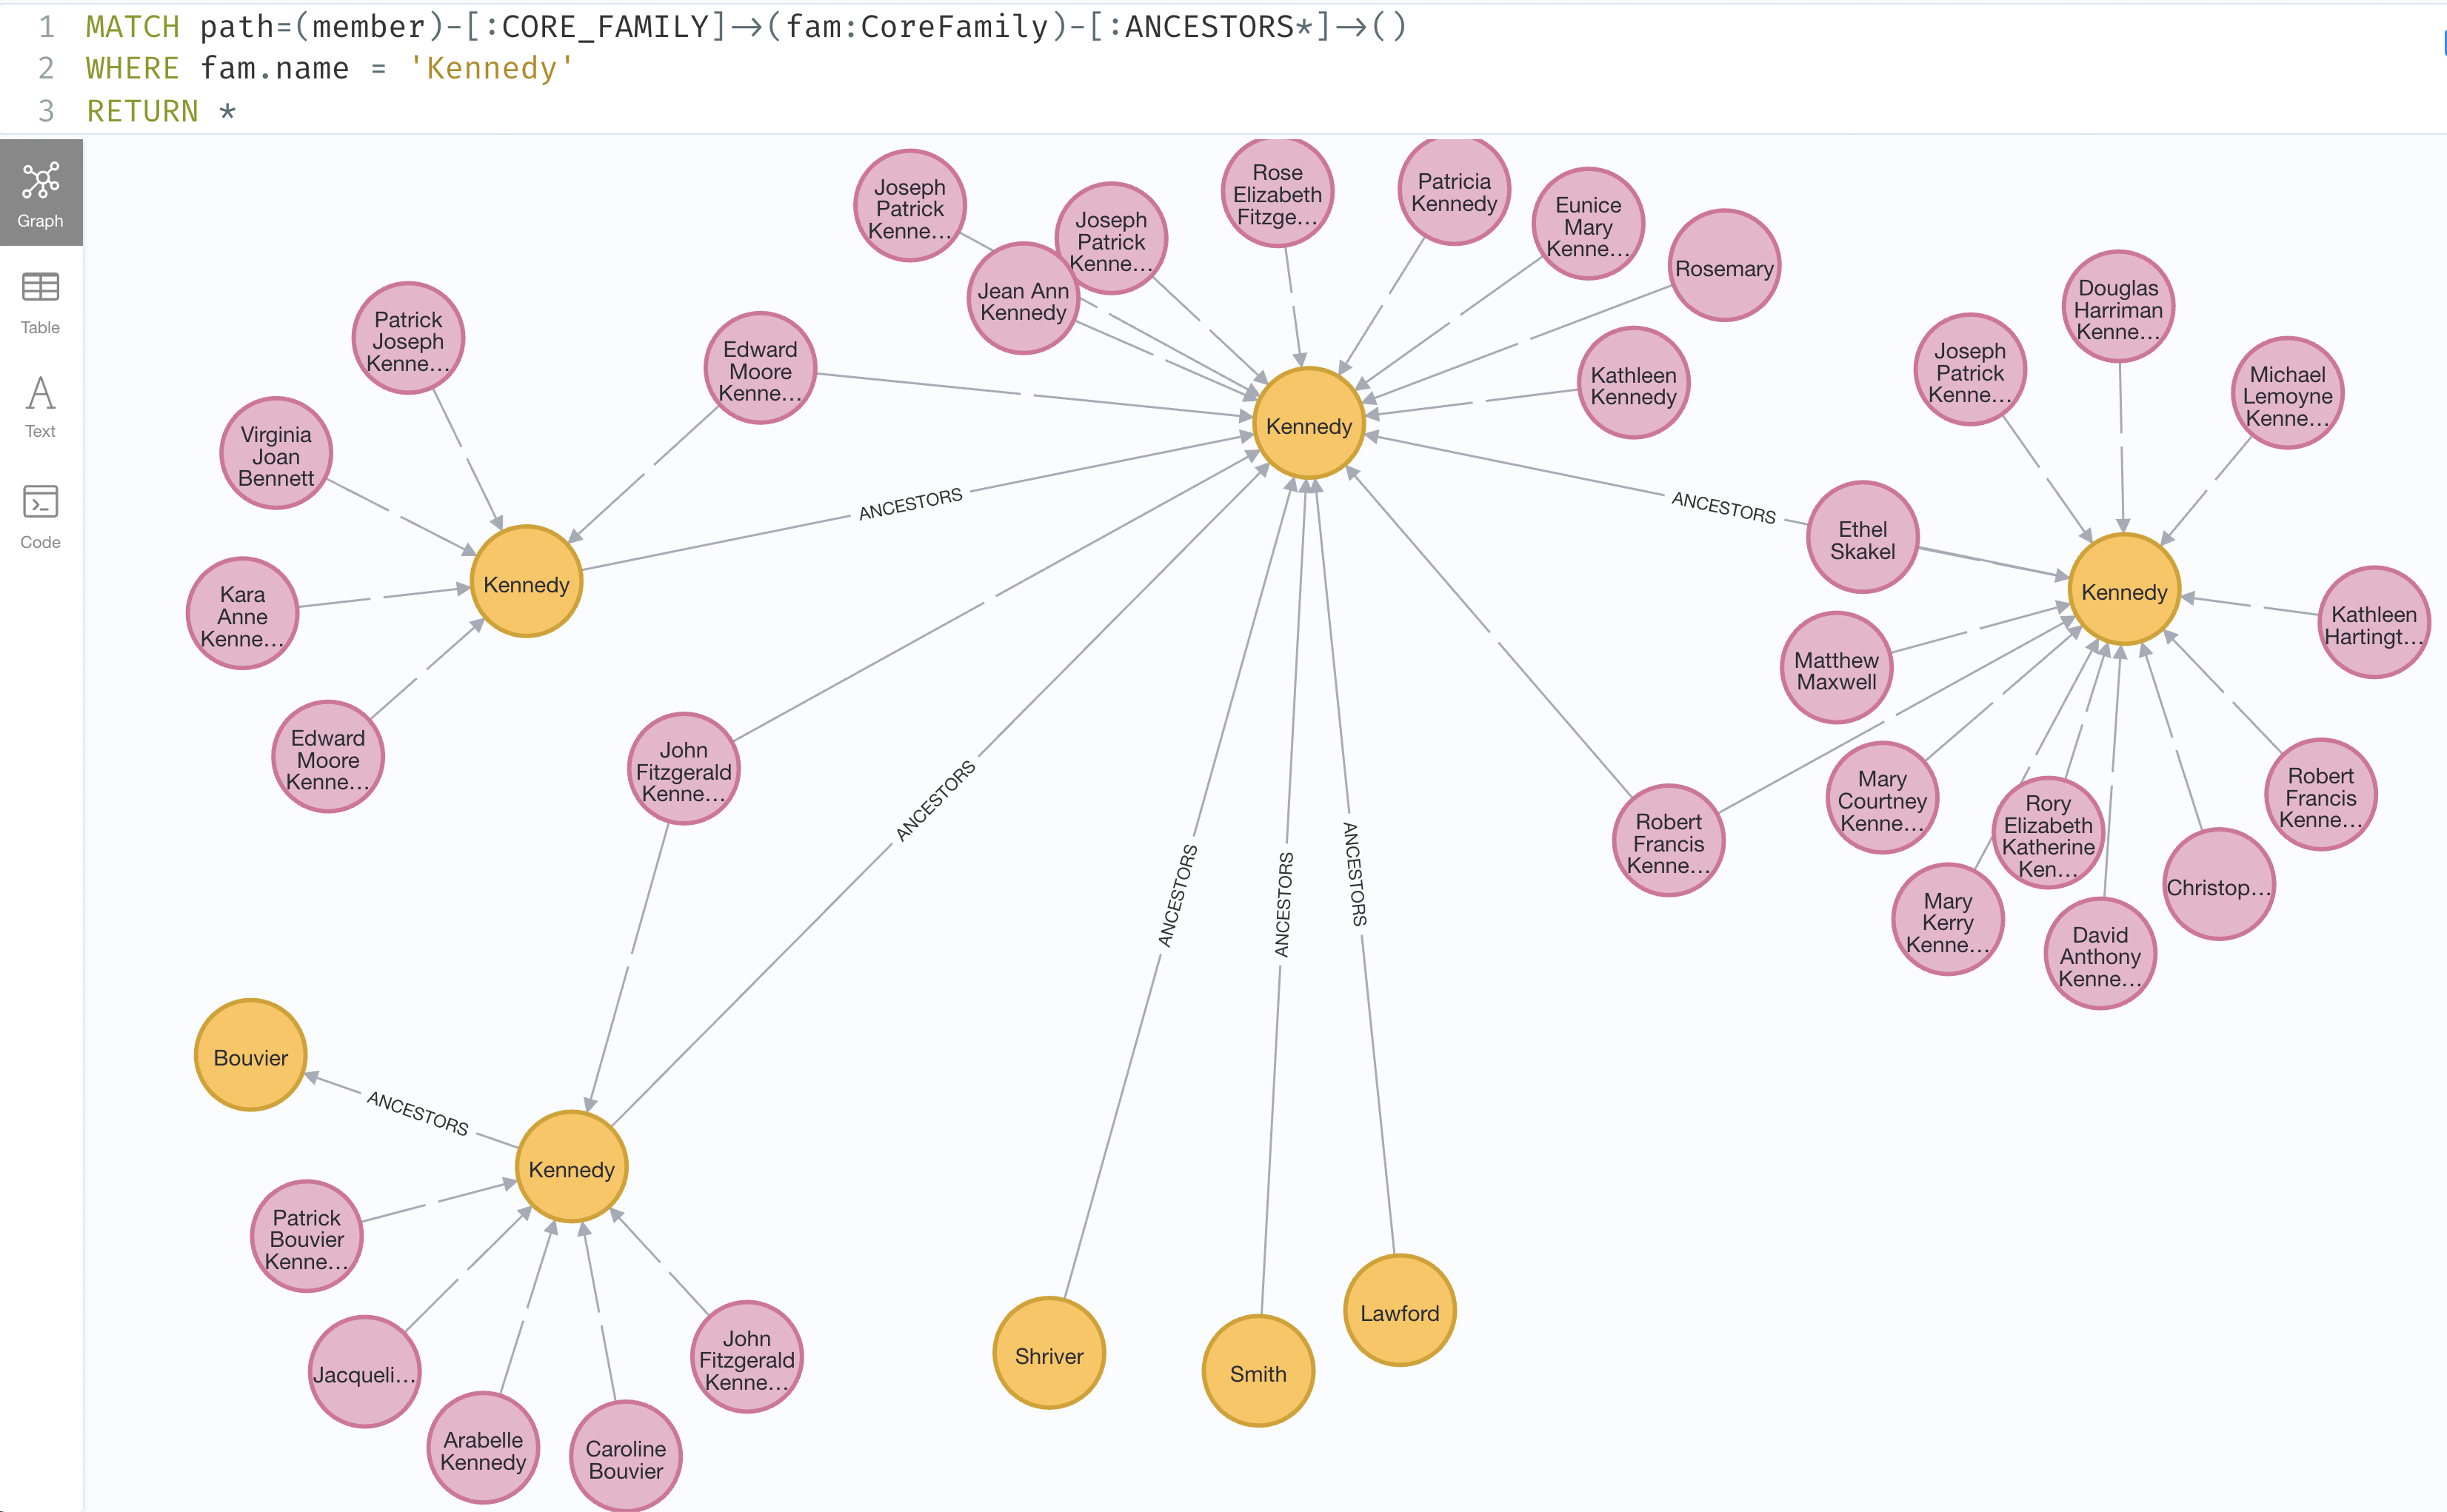 1 MATCH path=(member)-[:CORE_FAMILY]->(fam:CoreFamily)-[:ANCESTORS*]->()
2 WHERE fam.name = 'Kennedy'
3 RETURN *
Graph
Table
Text
Code
Joseph
Patrick
Kenne...
Joseph
Patrick
Kenne...
Jean Ann
Kennedy
Rose
Elizabeth
Fitzge...
Patricia
Kennedy
Eunice
Mary
Kenne...
Rosemary
Kathleen
Kennedy
Kennedy
Patrick
Joseph
Kenne...
Edward
Moore
Kenne...
Virginia
Joan
Bennett
Kara
Anne
Kenne...
Edward
Moore
Kenne...
Kennedy
ANCESTORS
Douglas
Harriman
Kenne...
Joseph
Patrick
Kenne...
Michael
Lemoyne
Kenne...
ANCESTORS
Ethel
Skakel
Kennedy
Kathleen
Hartingt...
Matthew
Maxwell
Mary
Courtney
Kenne...
Robert
Francis
Kenne...
Rory
Elizabeth
Katherine
Ken...
Robert
Francis
Kenne...
Christop...
Mary
Kerry
Kenne...
David
Anthony
Kenne...
John
Fitzgerald
Kenne...
ANCESTORS
ANCESTORS
ANCESTORS
ANCESTORS
Bouvier
ANCESTORS
Kennedy
Patrick
Bouvier
Kenne...
Jacqueli...
Arabelle
Kennedy
Caroline
Bouvier
John
Fitzgerald
Kenne...
Shriver
Smith
Lawford